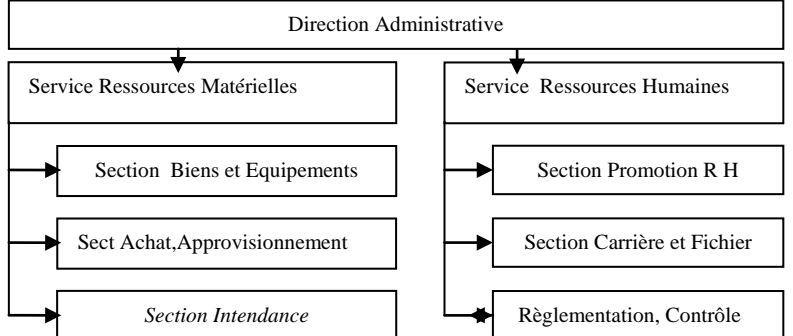 Direction Administrative
Service Ressources Matérielles
Service Ressources Humaines
Section Biens et Equipements
Section Promotion R H
Sect Achat,Approvisionnement
Section Carrière et Fichier
Section Intendance
Règlementation, Contrôle